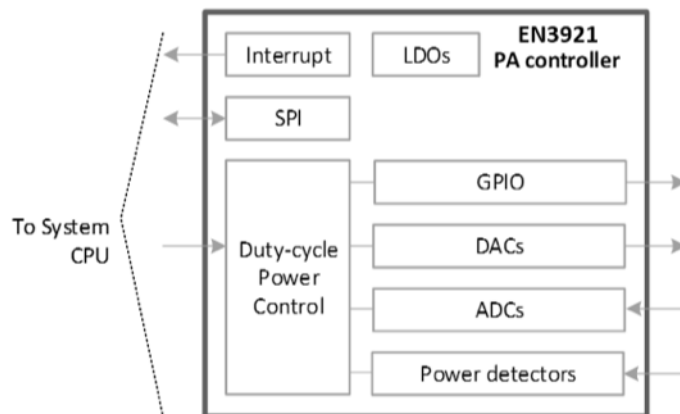 EN3921
PA controller
Interrupt
LDOs
SPI
To System
CPU
Duty-cycle
Power
Control
GPIO
DACs
ADCs
Power detectors